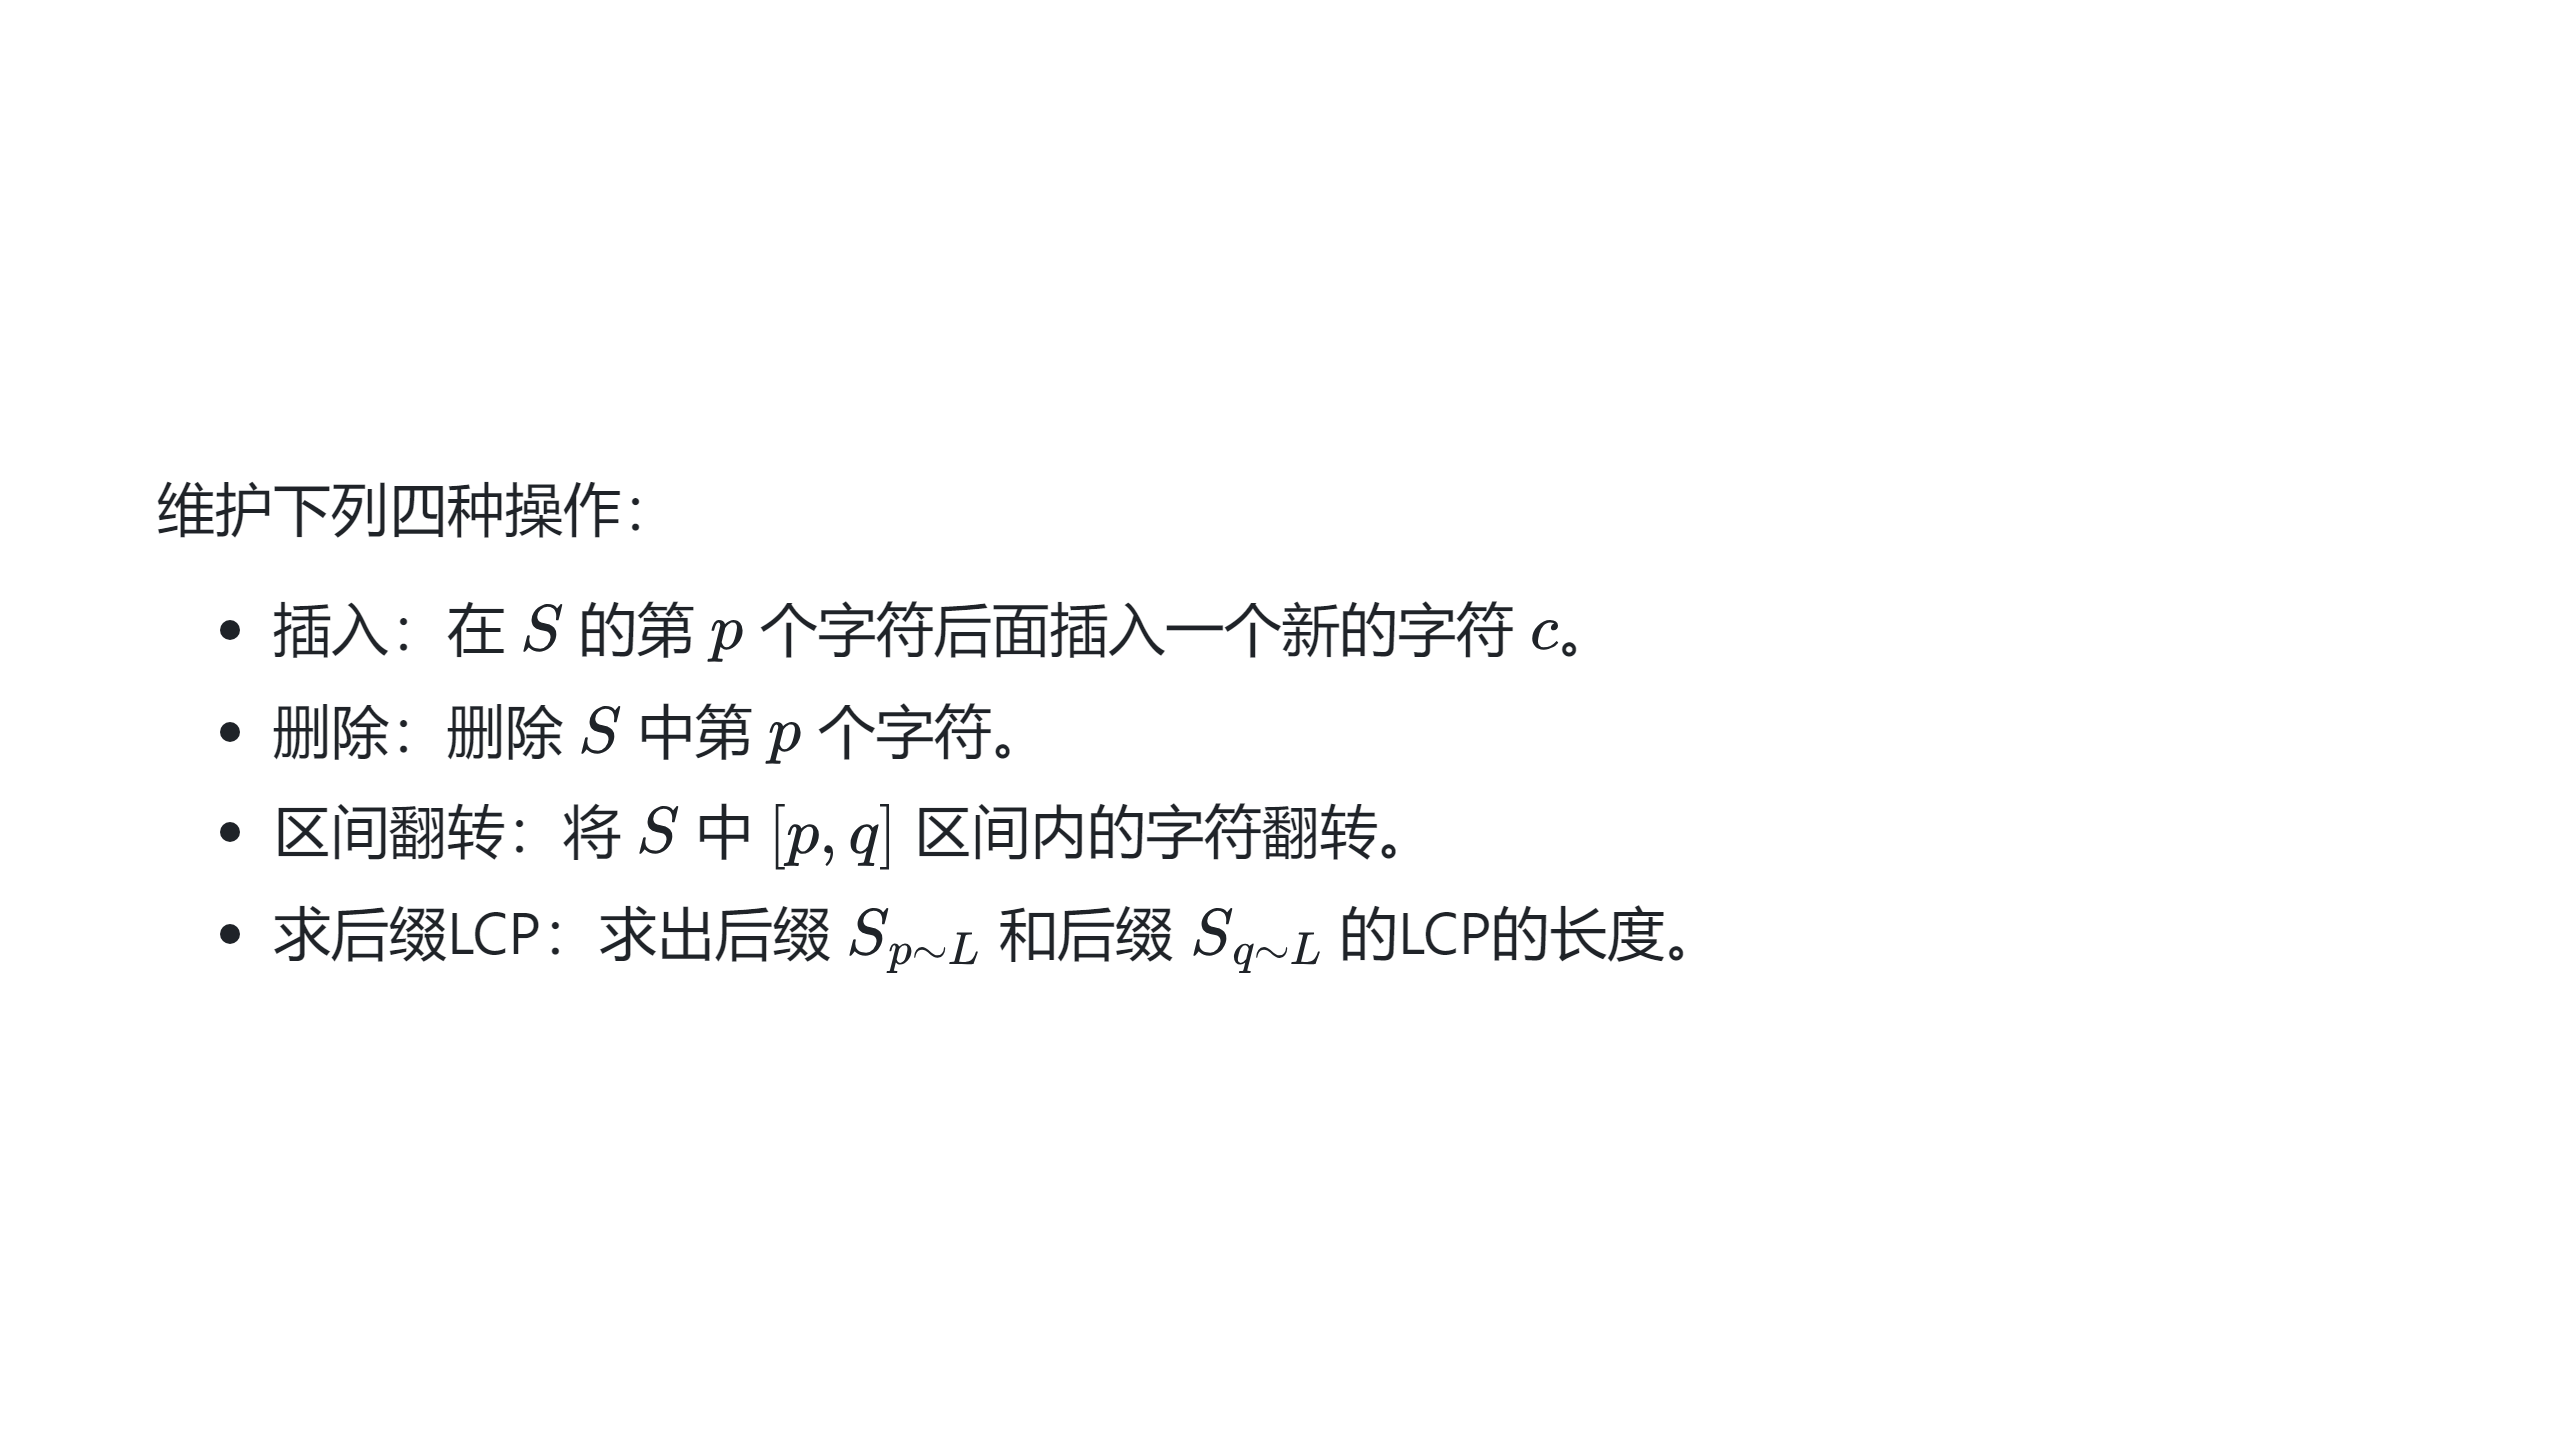 维护下列四种操作：
• 插入：在 $S$ 的第 $p$ 个字符后面插入一个新的字符 $c$。
• 删除：删除 $S$ 中第 $p$ 个字符。
• 区间翻转：将 $S$ 中 $[p, q]$ 区间内的字符翻转。
• 求后缀LCP：求出后缀 $S_{p\sim L}$ 和后缀 $S_{q\sim L}$ 的LCP的长度。